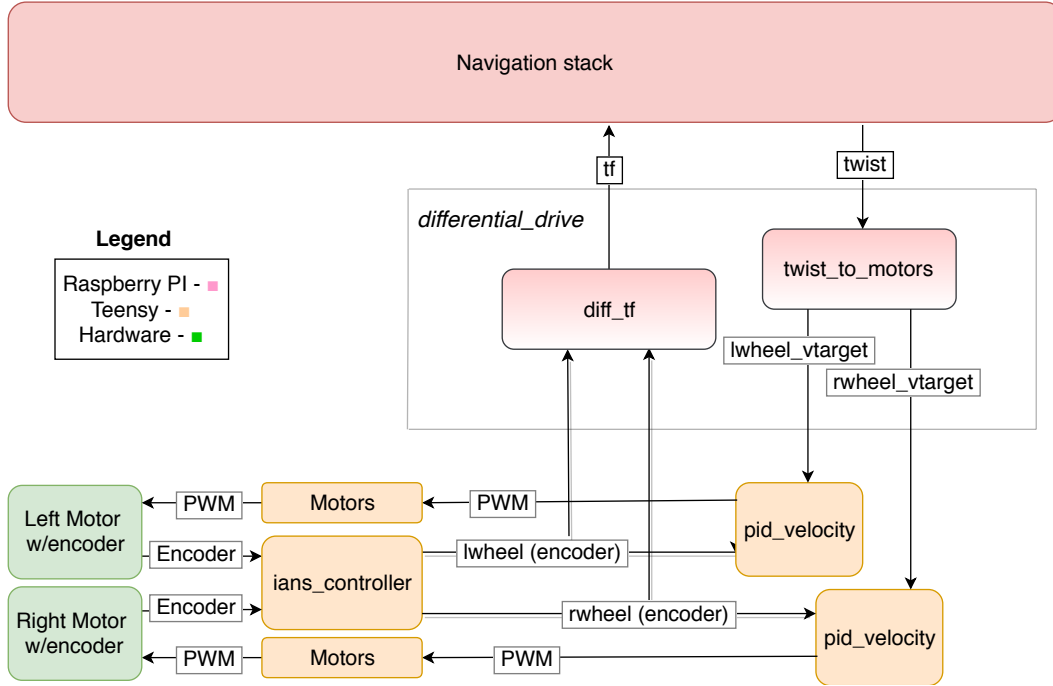 Navigation stack
tf
twist
differential_drive
twist_to_motors
diff_tf
lwheel_vtarget
rwheel_vtarget
Legend
Raspberry PI -
Teensy -
Hardware -
Left Motor
w/encoder
PWM
Motors
PWM
pid_velocity
Encoder
ians_controller
lwheel (encoder)
Right Motor
w/encoder
Encoder
rwheel (encoder)
PWM
Motors
PWM
pid_velocity